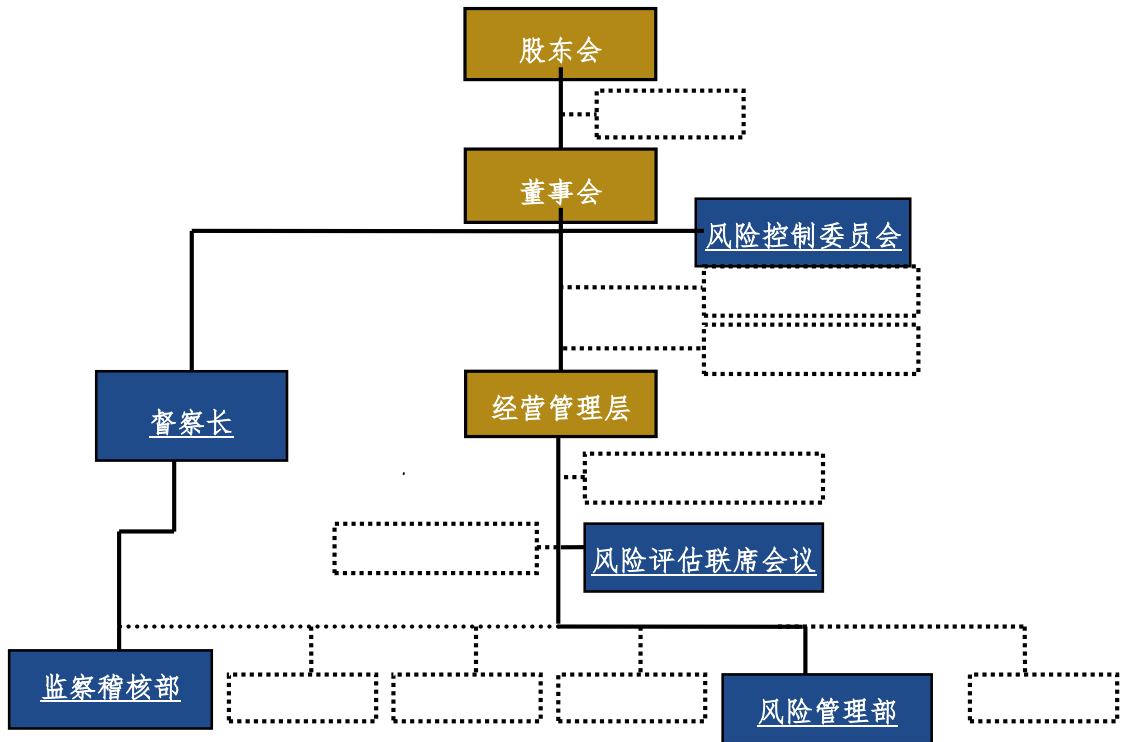 股东会
董事会
风险控制委员会
督察长
经营管理层
风险评估联席会议
监察稽核部
风险管理部